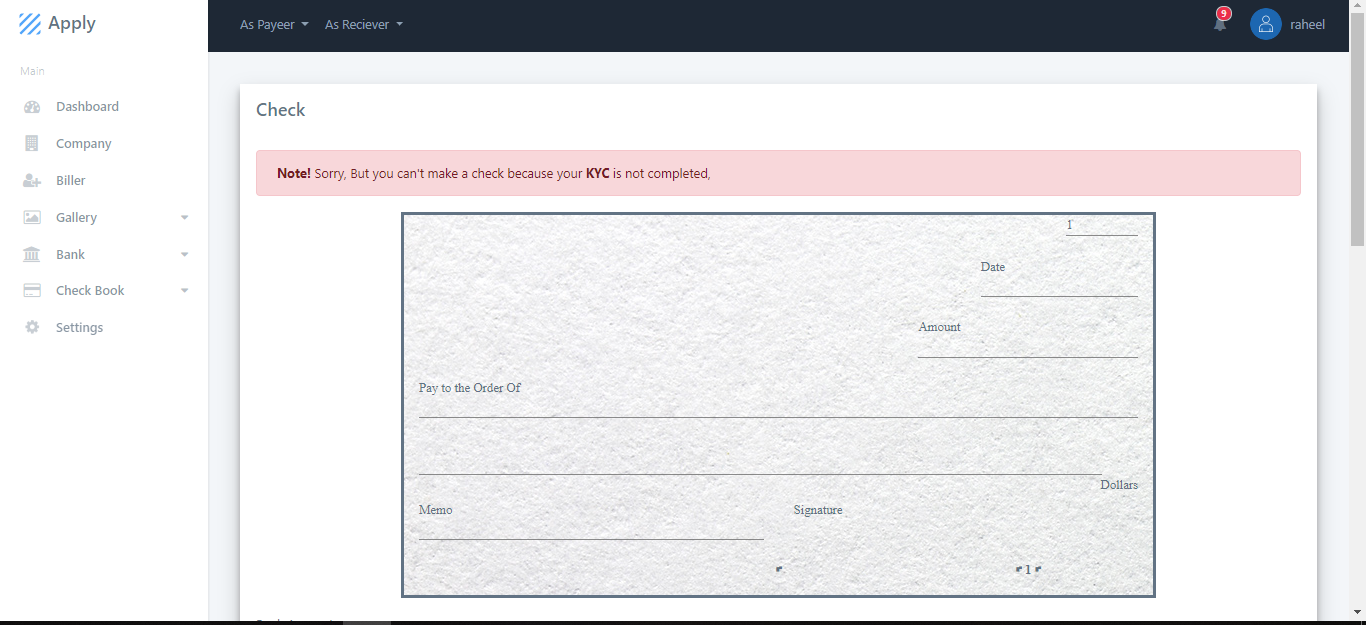 Apply
As Payeer
As Reciever
9
raheel
Main
Dashboard
Company
Biller
Gallery
Bank
Check Book
Settings
Check
Note! Sorry, But you can't make a check because your KYC is not completed,
1
Date
Amount
Pay to the Order Of
Dollars
Memo
Signature
⑈
⑈ 1 ⑈